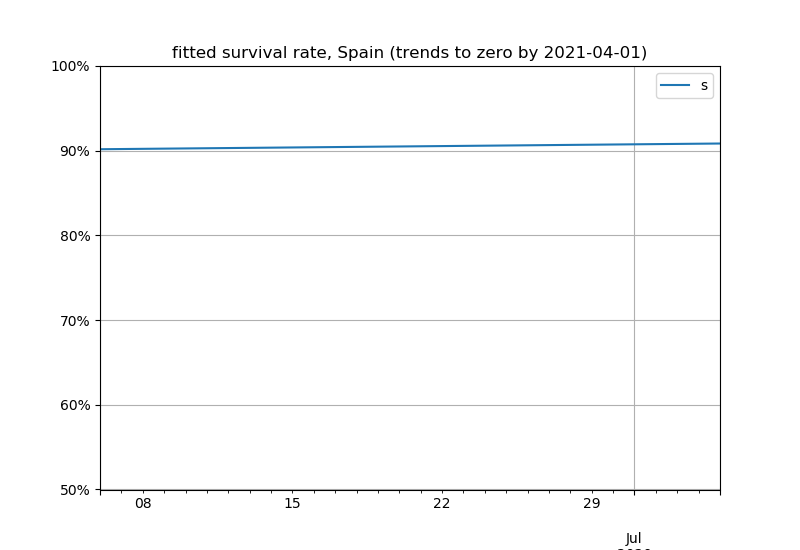 fitted survival rate, Spain (trends to zero by 2021-04-01)
100%
s
90%
80%
70%
60%
50%
08 15 22 29
Jul